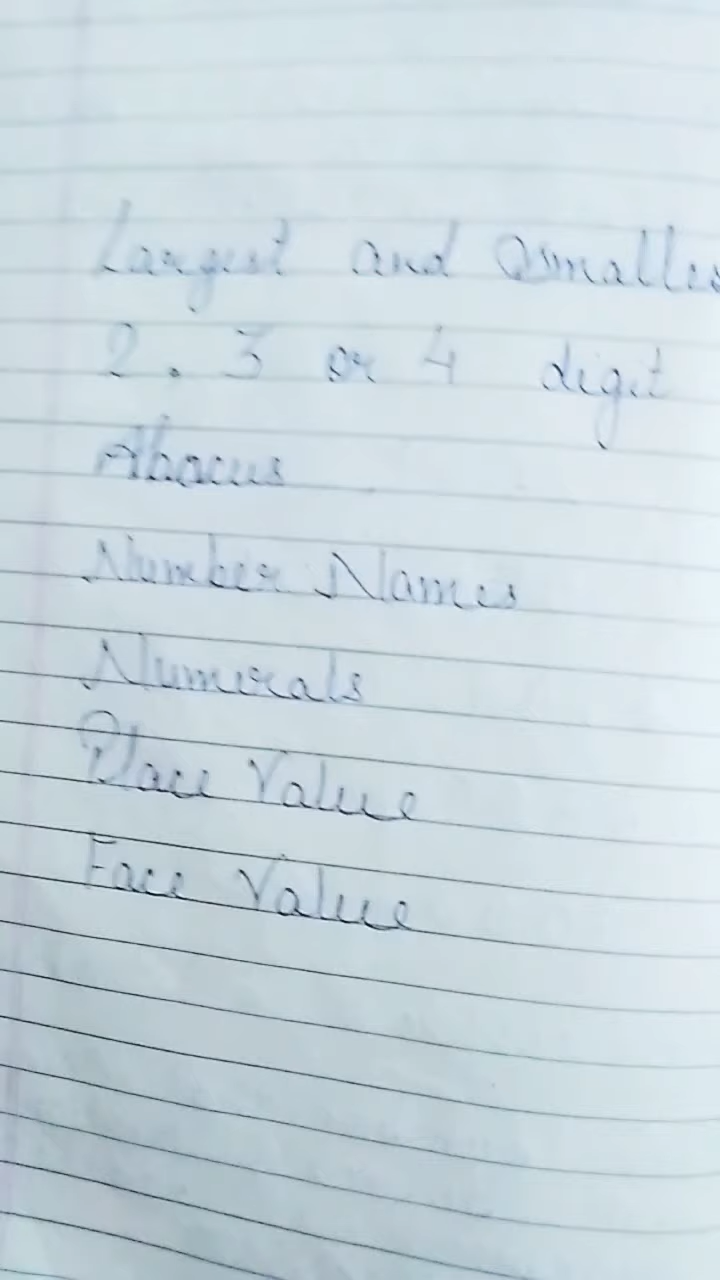 Largest and smalles
2, 3 or 4 digit
Abacus
Number Names
Numerals
Place Value
Face Value